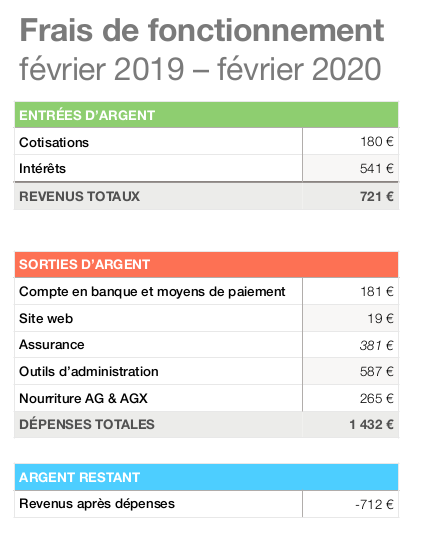 Frais de fonctionnement
février 2019 – février 2020
ENTRÉES D'ARGENT
Cotisations 180 €
Intérêts 541 €
REVENUS TOTAUX 721 €
SORTIES D'ARGENT
Compte en banque et moyens de paiement 181 €
Site web 19 €
Assurance 381 €
Outils d'administration 587 €
Nourriture AG & AGX 265 €
DÉPENSES TOTALES 1 432 €
ARGENT RESTANT
Revenus après dépenses -712 €